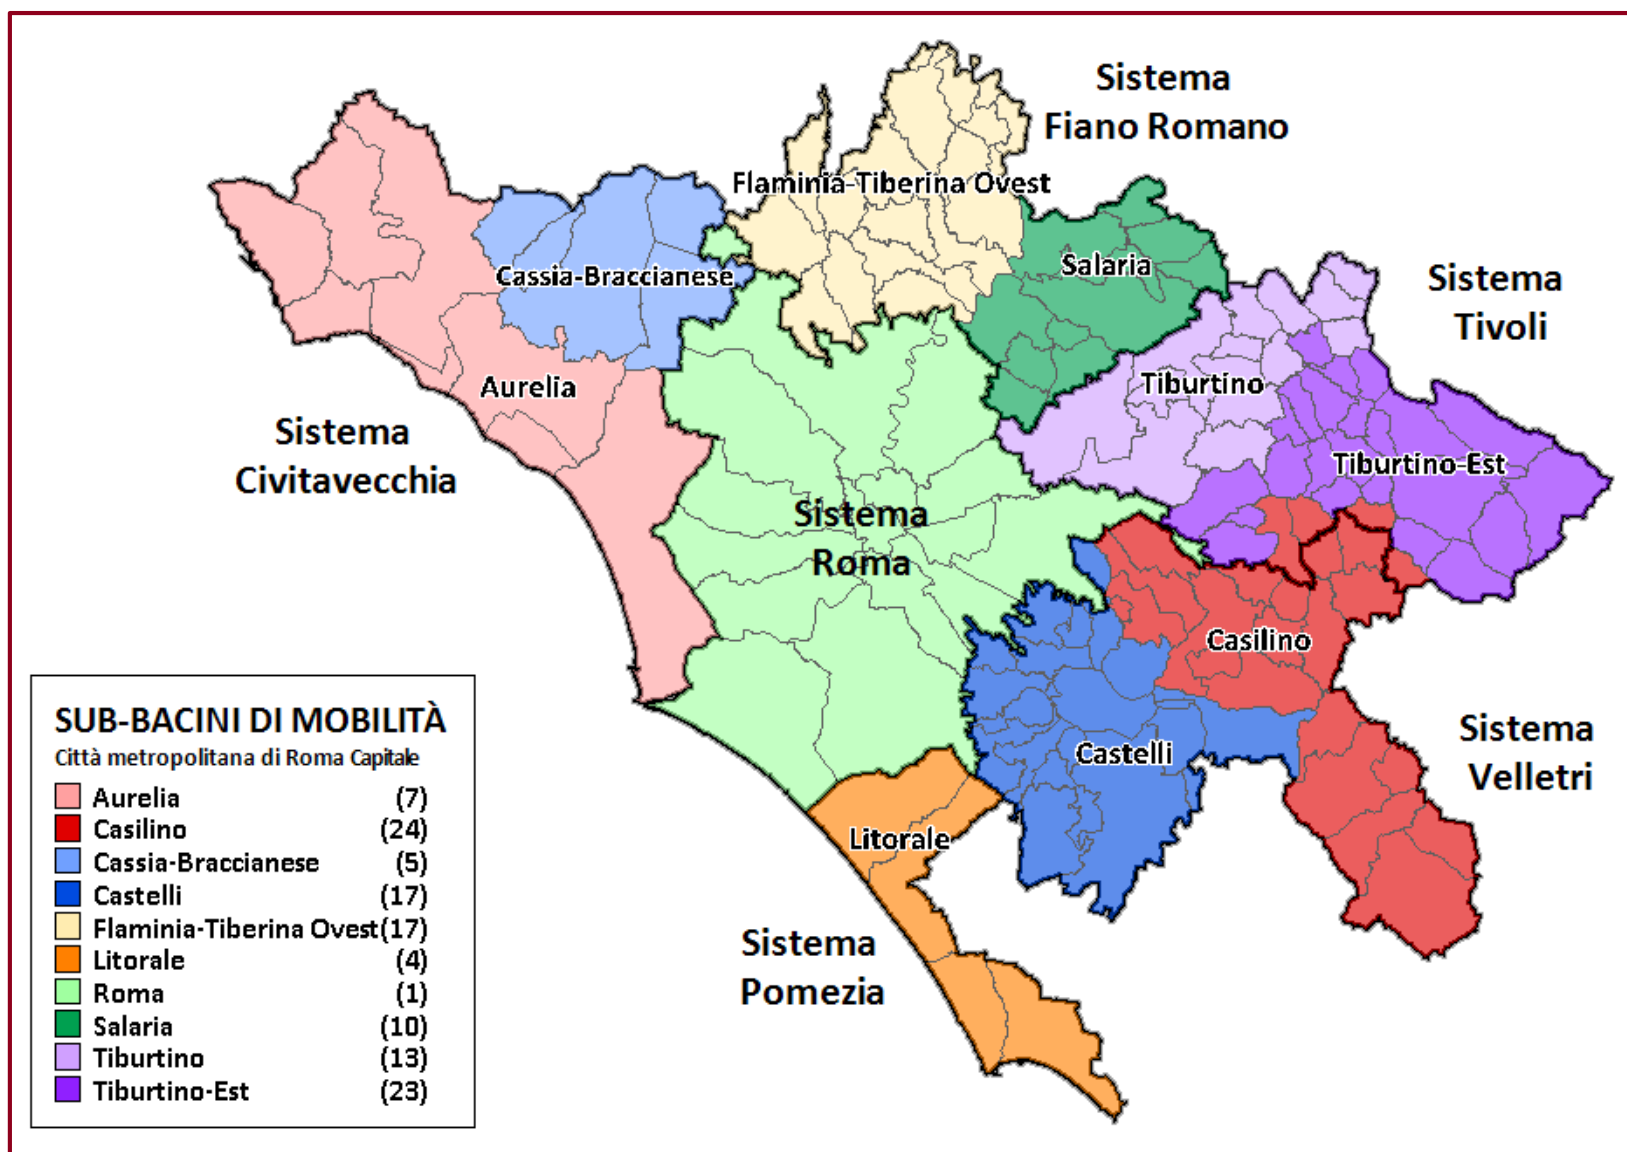 Sistema
Fiano Romano
Flaminia-Tiberina Ovest
Salaria
Cassia-Braccianese
Sistema
Tivoli
Tiburtino
Aurelia
Sistema
Civitavecchia
Tiburtino-Est
Sistema
Roma
Casilino
Castelli
Sistema
Velletri
Litorale
Sistema
Pomezia
SUB-BACINI DI MOBILITÀ
Città metropolitana di Roma Capitale
Aurelia (7)
Casilino (24)
Cassia-Braccianese (5)
Castelli (17)
Flaminia-Tiberina Ovest(17)
Litorale (4)
Roma (1)
Salaria (10)
Tiburtino (13)
Tiburtino-Est (23)